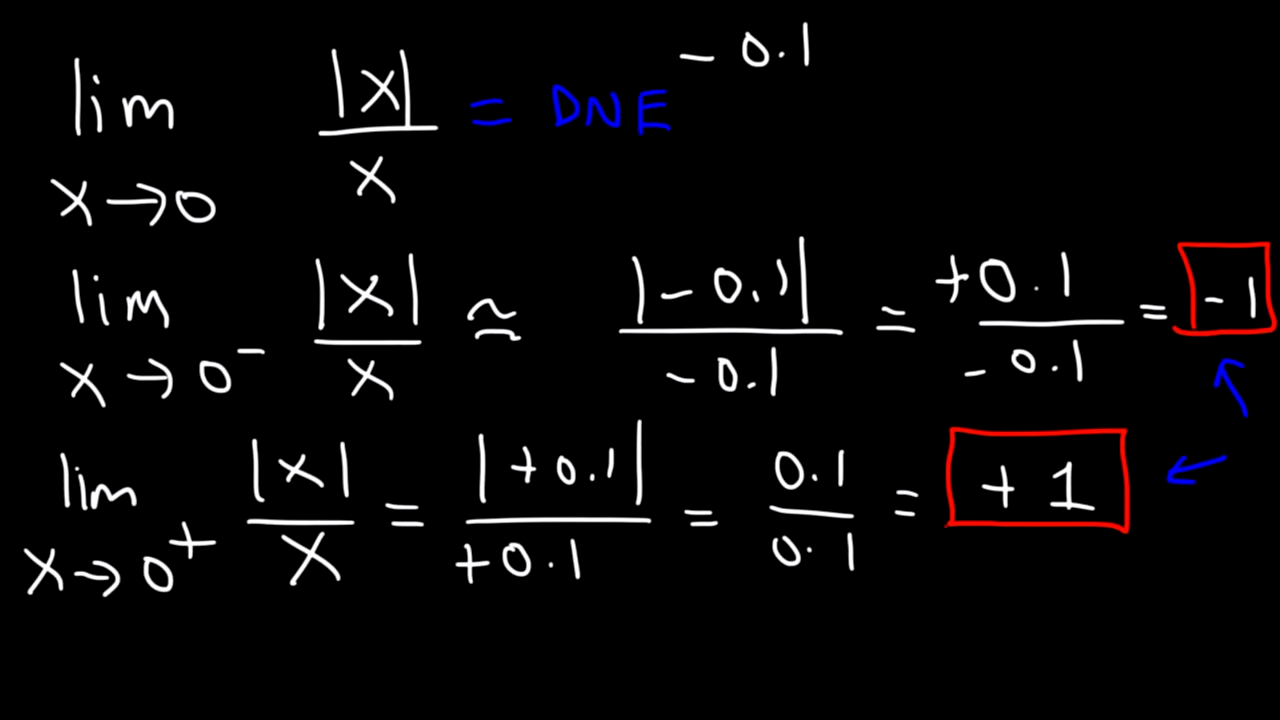 lim x→0 |x|/x = DNE -0.1
lim x→0⁻ |x|/x ≅ |-0.1|/-0.1 = +0.1/-0.1 = -1
lim x→0⁺ |x|/x = |+0.1|/+0.1 = 0.1/0.1 = +1